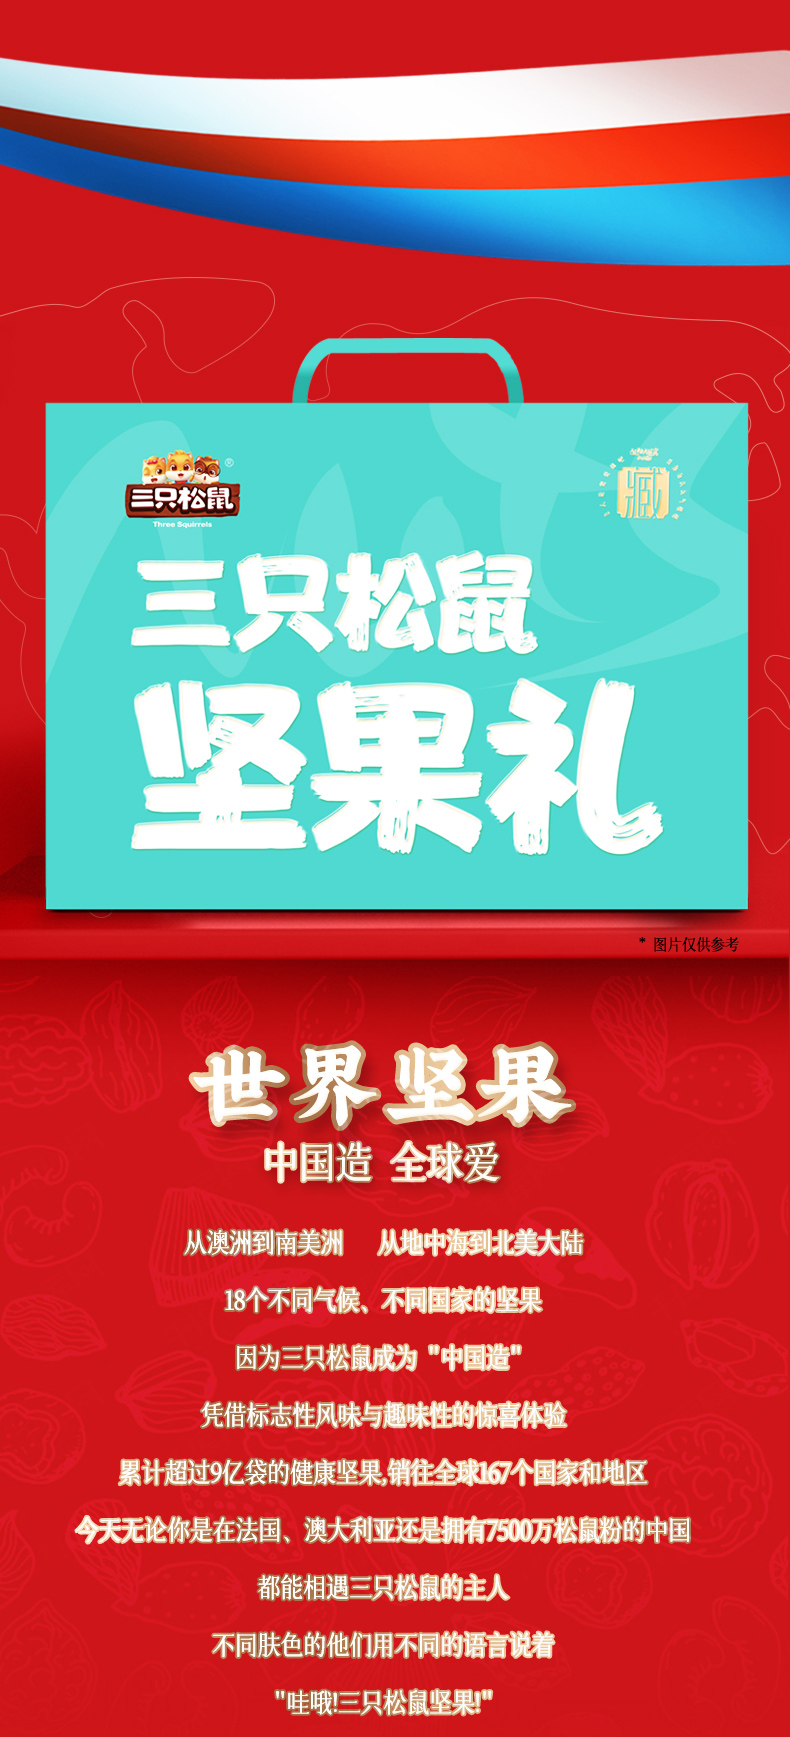 三只松鼠
®
Three Squirrels
藏
三只松鼠
坚果礼
* 图片仅供参考
世界坚果
中国造 全球爱
从澳洲到南美洲 从地中海到北美大陆
18个不同气候、不同国家的坚果
因为三只松鼠成为 "中国造"
凭借标志性风味与趣味性的惊喜体验
累计超过9亿袋的健康坚果,销往全球167个国家和地区
今天无论你是在法国、澳大利亚还是拥有7500万松鼠粉的中国
都能相遇三只松鼠的主人
不同肤色的他们用不同的语言说着
"哇哦!三只松鼠坚果!"